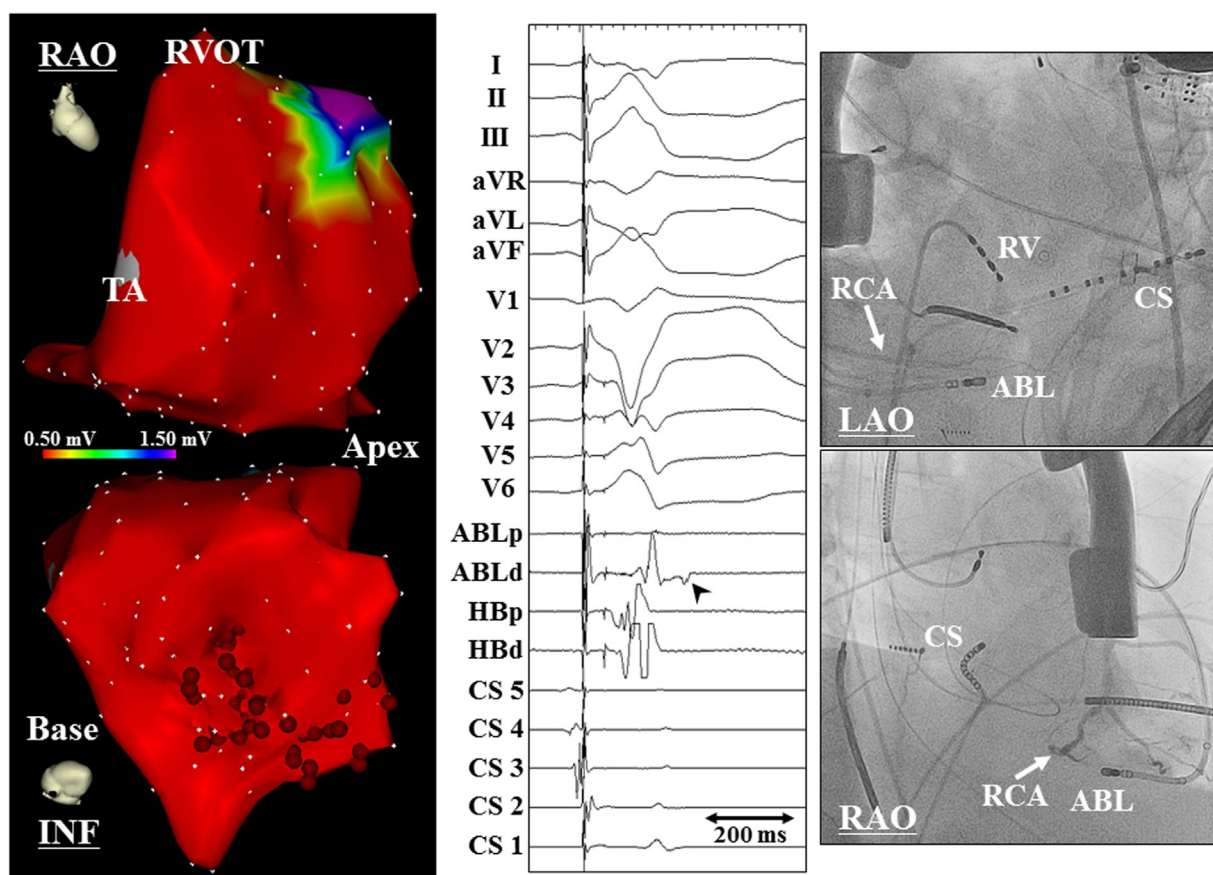 RAO
RVOT
TA
0.50 mV 1.50 mV
Apex
Base
INF
I
II
III
aVR
aVL
aVF
V1
V2
V3
V4
V5
V6
ABLp
ABLd
HBp
HBd
CS 5
CS 4
CS 3
CS 2
CS 1
200 ms
RV
RCA
CS
ABL
LAO
CS
RCA
ABL
RAO